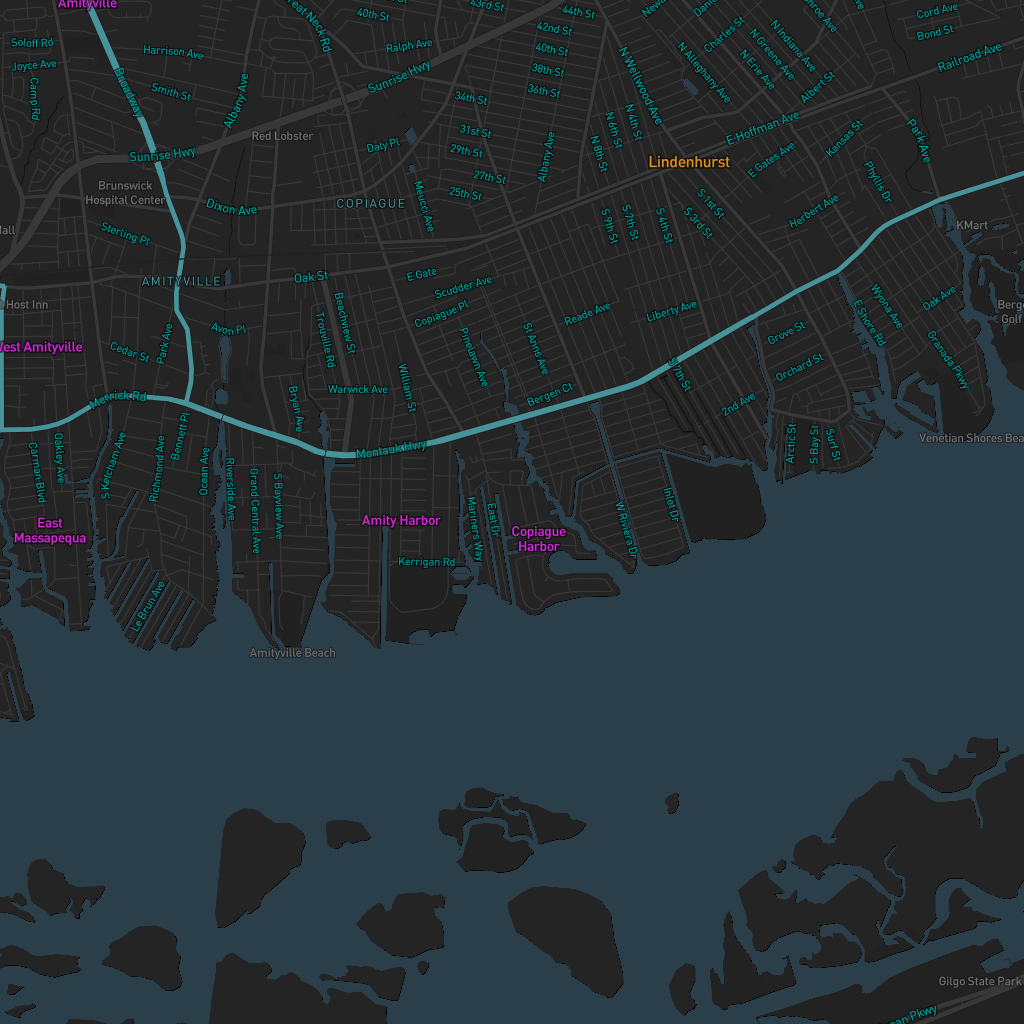 Amityville
40th St
43rd St
44th St
Cord Ave
Bond St
Soloff Rd
Harrison Ave
Ralph Ave
42nd St
40th St
Charles St
N Indiana Ave
N Greene Ave
Railroad Ave
Joyce Ave
Great Neck Rd
N Wellwood Ave
N Alleghany Ave
N Erie Ave
Camp Rd
Broadway
Smith St
Albany Ave
Sunrise Hwy
38th St
36th St
34th St
Albert St
Red Lobster
31st St
N 6th St
N 4th St
E Hoffman Ave
Kansas St
Park Ave
Sunrise Hwy
Daly Pl
29th St
Albany Ave
N 8th St
Lindenhurst
E Gates Ave
Brunswick
Hospital Center
27th St
25th St
Phyllis Dr
COPIAGUE
Meucci Ave
Dixon Ave
S 1st St
Herbert Ave
Sterling Pl
S 9th St
S 7th St
S 4th St
S 3rd St
KMart
AMITYVILLE
Oak St
E Gate
Scudder Ave
Host Inn
Beachview St
Copiague Pl
Reade Ave
Liberty Ave
Wyona Ave
Oak Ave
E Shore Rd
Avon Pl
Trouville Rd
St Anns Ave
Grove St
Golf
West Amityville
Cedar St
Park Ave
Pinelawn Ave
Granada Pkwy
Orchard St
Warwick Ave
William St
Bergen Ct
2nd Ave
Merrick Rd
Bryan Ave
Bennett Pl
Montauk Hwy
Arctic St
S Bay St
Surf St
Oakley Ave
Carman Blvd
S Ketcham Ave
Richmond Ave
Ocean Ave
Riverside Ave
Grand Central Ave
S Bayview Ave
East
Massapequa
Amity Harbor
Mariners Way
East Dr
Copiague
Harbor
W Riviera Dr
Inlet Dr
Kerrigan Rd
Le Brun Ave
Amityville Beach
Gilgo State Park